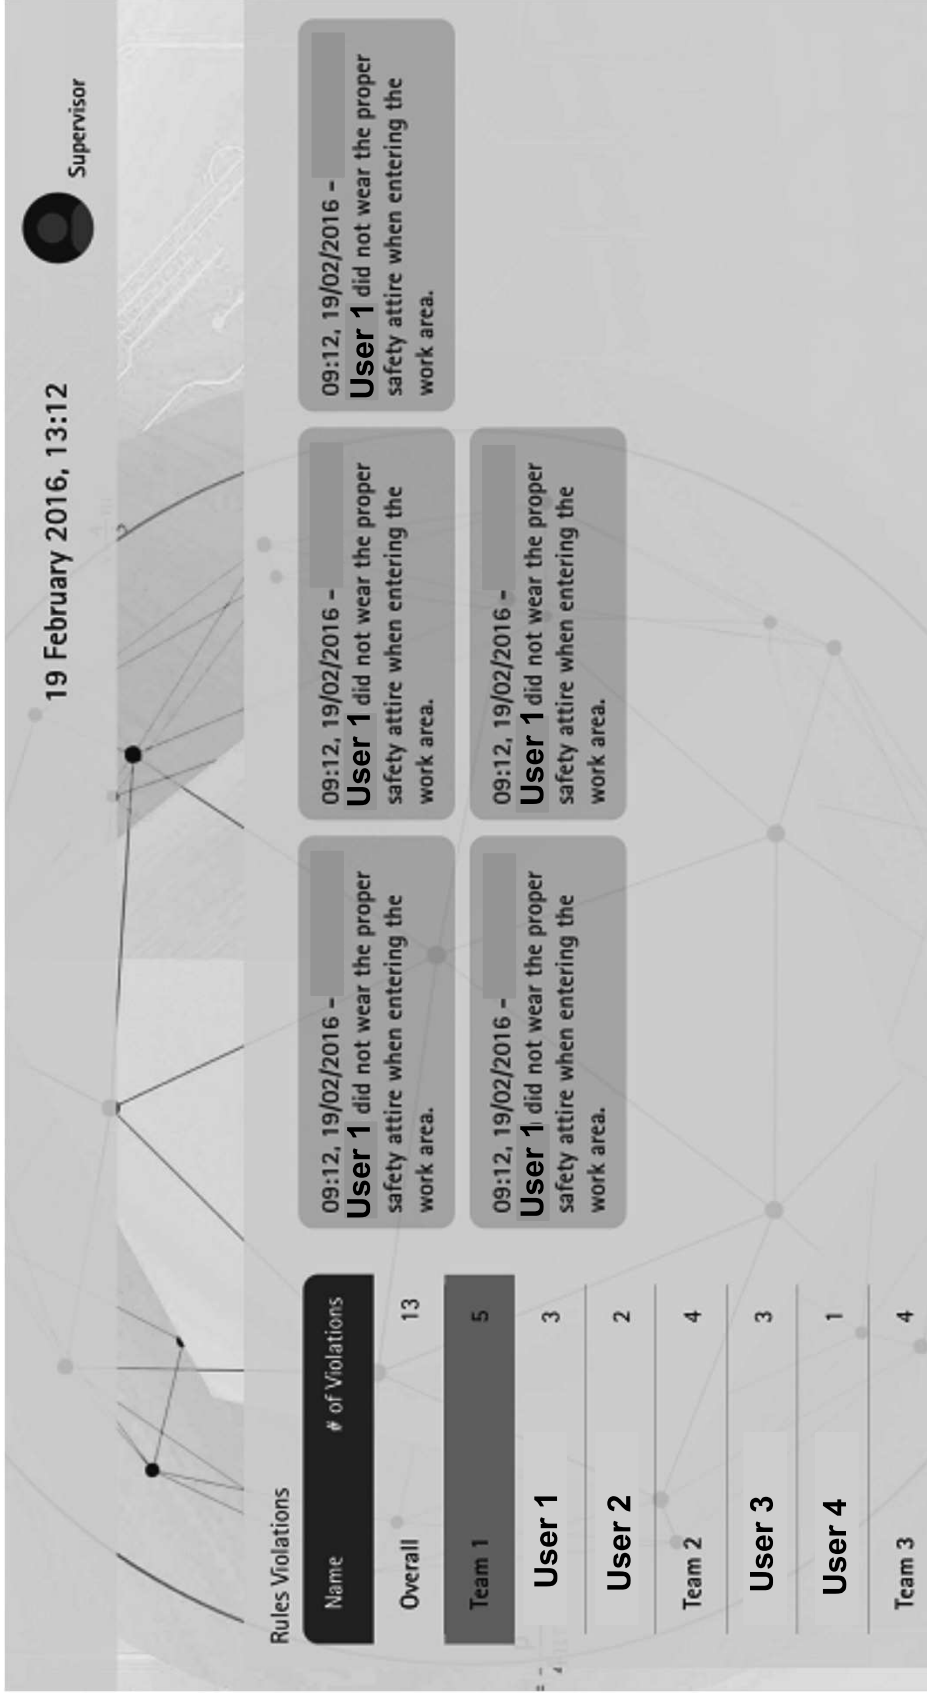 19 February 2016, 13:12
Supervisor
Rules Violations
Name # of Violations
Overall 13
Team 1 5
User 1 3
User 2 2
Team 2 4
User 3 3
User 4 1
Team 3 4
09:12, 19/02/2016 –
User 1 did not wear the proper
safety attire when entering the
work area.
09:12, 19/02/2016 –
User 1 did not wear the proper
safety attire when entering the
work area.
09:12, 19/02/2016 –
User 1 did not wear the proper
safety attire when entering the
work area.
09:12, 19/02/2016 –
User 1 did not wear the proper
safety attire when entering the
work area.
09:12, 19/02/2016 –
User 1 did not wear the proper
safety attire when entering the
work area.